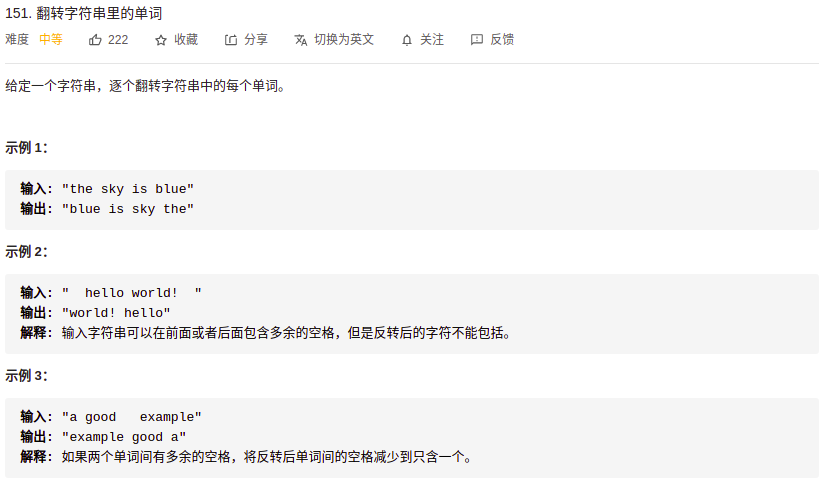 151. 翻转字符串里的单词
难度 中等 222 收藏 分享 切换为英文 关注 反馈
给定一个字符串，逐个翻转字符串中的每个单词。
示例 1：
输入: "the sky is blue"
输出: "blue is sky the"
示例 2：
输入: "  hello world!  "
输出: "world! hello"
解释: 输入字符串可以在前面或者后面包含多余的空格，但是反转后的字符不能包括。
示例 3：
输入: "a good   example"
输出: "example good a"
解释: 如果两个单词间有多余的空格，将反转后单词间的空格减少到只含一个。